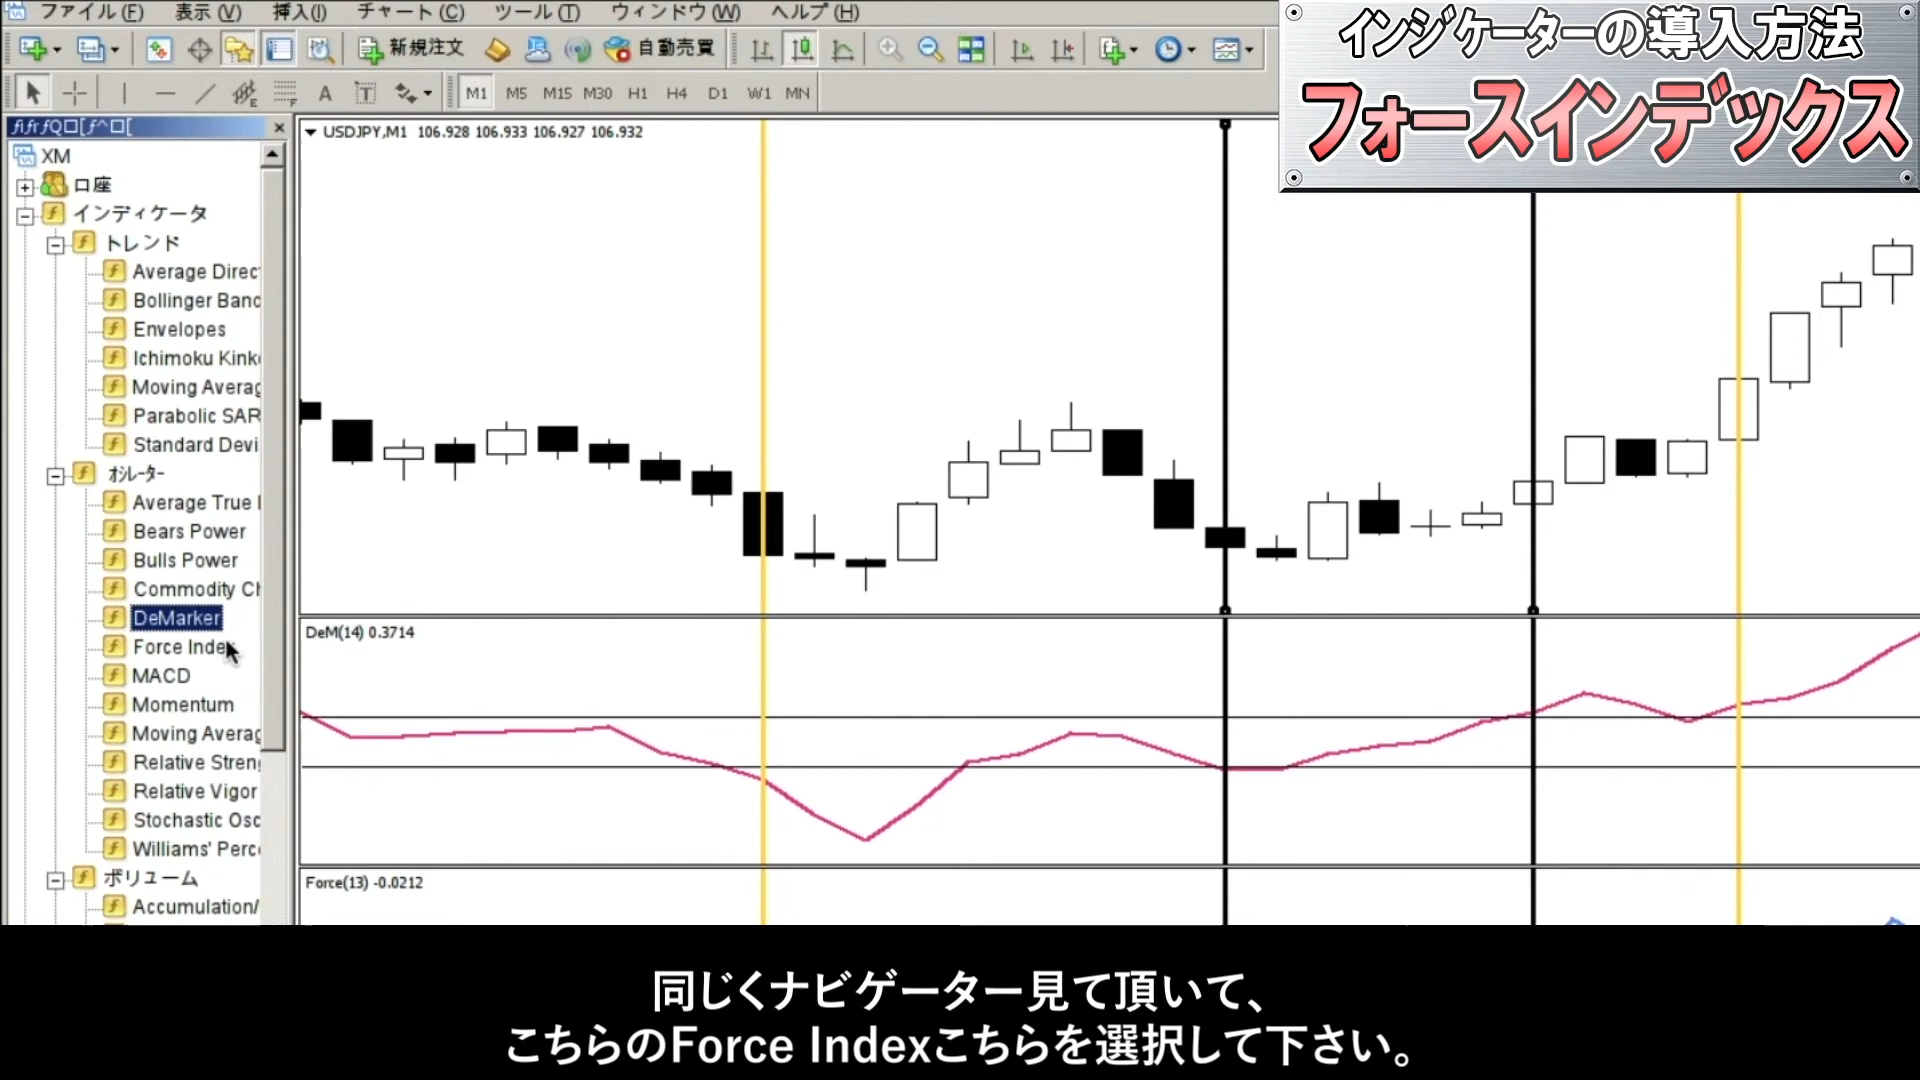 ファイル (F) 表示 (V) 挿入(I) チャート (C) ツール (T) ウィンドウ (W) ヘルプ (H)
インジケーターの導入方法
フォースインデックス
新規注文 自動売買
A T M1 M5 M15 M30 H1 H4 D1 W1 MN
XM
口座
インディケータ
トレンド
Average Direc
Bollinger Band
Envelopes
Ichimoku Kink
Moving Averag
Parabolic SAR
Standard Devi
オシレーター
Average True
Bears Power
Bulls Power
Commodity Ch
DeMarker
Force Index
MACD
Momentum
Moving Averag
Relative Streng
Relative Vigor
Stochastic Osc
Williams' Perc
ボリューム
Accumulation/
USDJPY,M1 106.928 106.933 106.927 106.932
DeM(14) 0.3714
Force(13) -0.0212
同じくナビゲーター見て頂いて、
こちらのForce Indexこちらを選択して下さい。